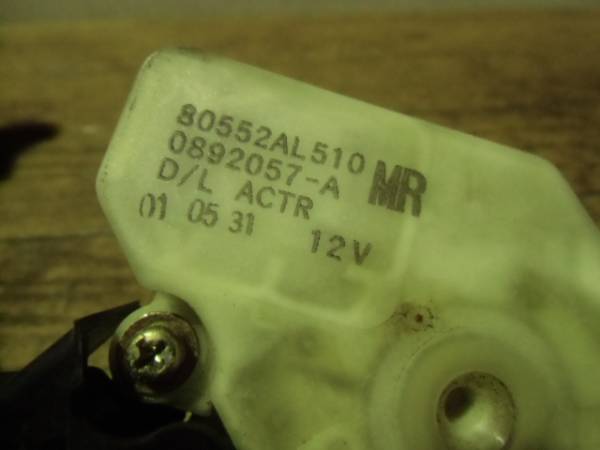 80552AL510
0892057-A MR
D/L ACTR
01 05 31 12V